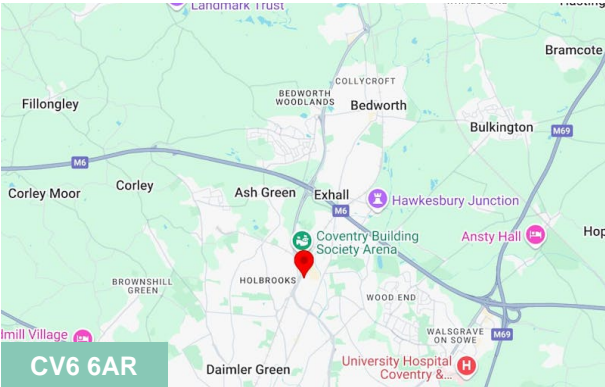 Landmark Trust
Bramcote
COLLYCROFT
BEDWORTH
WOODLANDS
Bedworth
Fillongley
Bulkington
M69
M6
Corley Moor
Corley
Ash Green
Exhall
Hawkesbury Junction
M6
Coventry Building
Society Arena
Ansty Hall
Hop
BROWNSHILL
GREEN
HOLBROOKS
WOOD END
dmill Village
WALSGRAVE
ON SOWE
M69
CV6 6AR
Daimler Green
University Hospital
Coventry &...
H